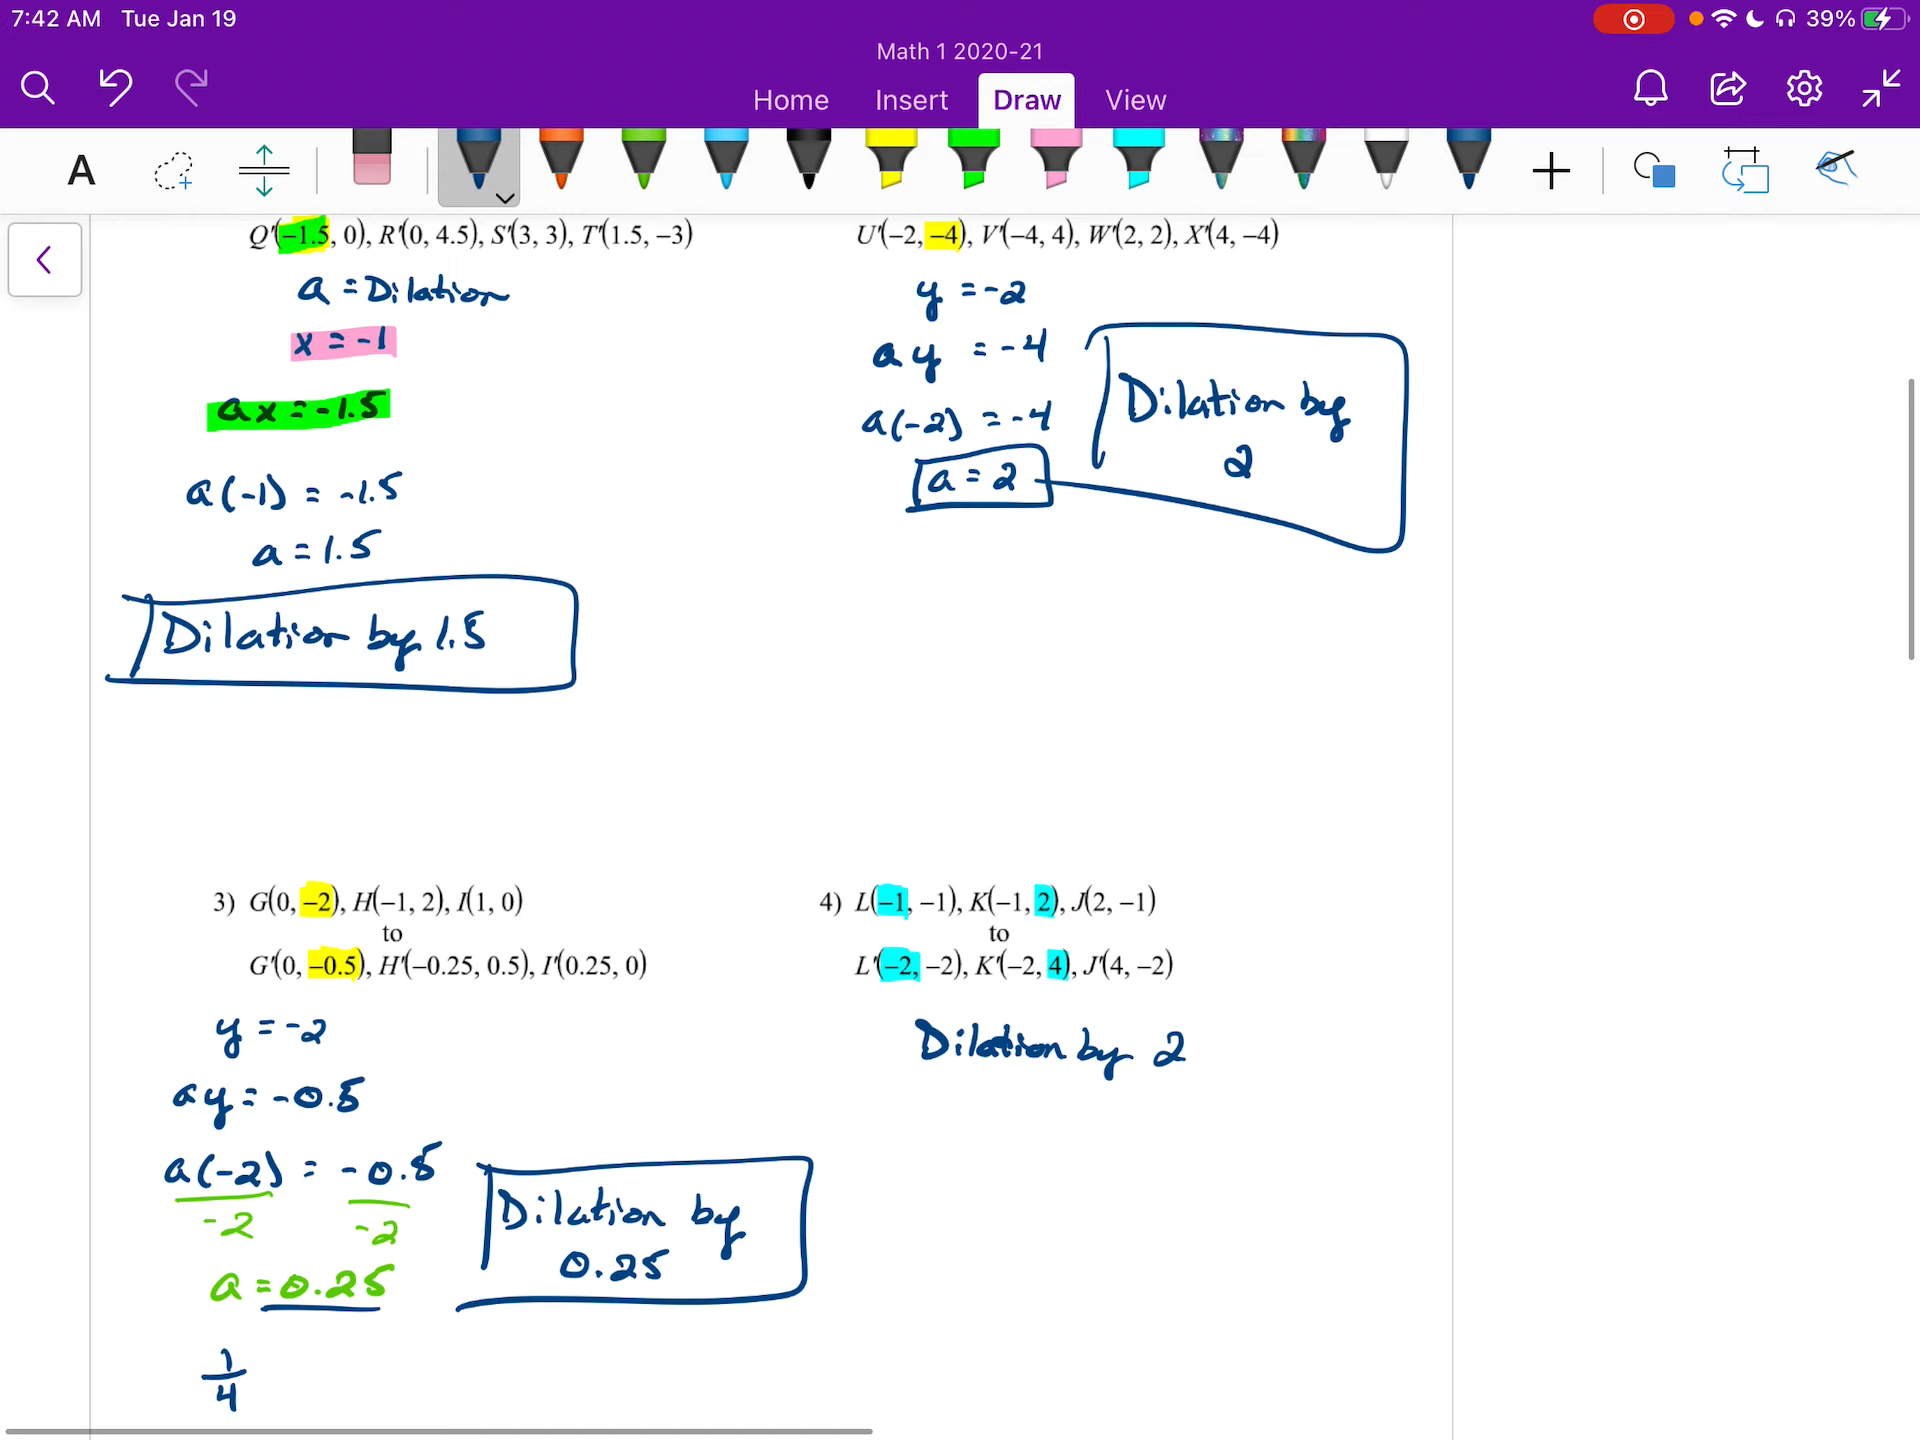 7:42 AM Tue Jan 19
39%
Math 1 2020-21
Home Insert Draw View
A
Q'(−1.5, 0), R'(0, 4.5), S'(3, 3), T'(1.5, −3)
a = Dilation
x = -1
ax = -1.5
a(-1) = -1.5
a = 1.5
Dilation by 1.5
U'(−2, −4), V'(−4, 4), W'(2, 2), X'(4, −4)
y = -2
ay = -4
a(-2) = -4
a = 2
Dilation by
2
3) G(0, −2), H(−1, 2), I(1, 0)
to
G'(0, −0.5), H'(−0.25, 0.5), I'(0.25, 0)
y = -2
ay = -0.5
a(-2) = -0.5
-2 -2
a = 0.25
1
4
Dilation by
0.25
4) L(−1, −1), K(−1, 2), J(2, −1)
to
L'(−2, −2), K'(−2, 4), J'(4, −2)
Dilation by 2